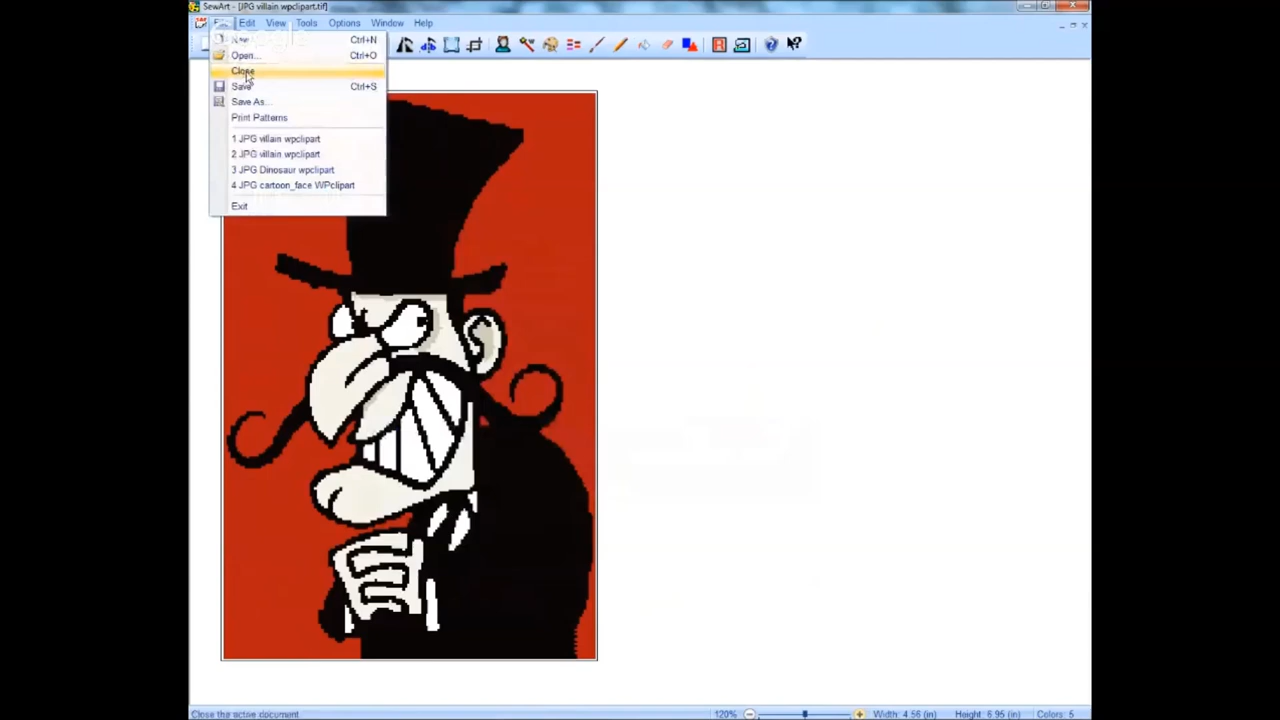 SewArt - [JPG villain wpclipart.tif]
Edit View Tools Options Window Help
New Ctrl+N
Open... Ctrl+O
Close
Save Ctrl+S
Save As...
Print Patterns
1 JPG villain wpclipart
2 JPG villain wpclipart
3 JPG Dinosaur wpclipart
4 JPG cartoon_face WPclipart
Exit
Close the active document 120% Width: 4.56 (in) Height: 6.95 (in) Colors: 5